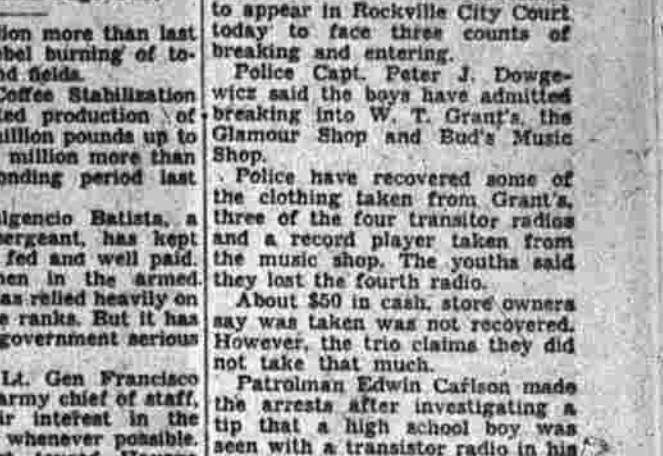 lion more than last
ebel burning of to-
nd fields.
Coffee Stabilization
ted production of
million pounds up to
million more than
onding period last
lgencio Batista, a
ergeant, has kept
fed and well paid.
men in the armed
as relied heavily on
e ranks. But it has
government serious
Lt. Gen Francisco
army chief of staff,
ir interest in the
whenever possible.
to appear in Rockville City Court
today to face three counts of
breaking and entering.
Police Capt. Peter J. Dowge-
wicz said the boys have admitted
breaking into W. T. Grant's, the
Glamour Shop and Bud's Music
Shop.
Police have recovered some of
the clothing taken from Grant's,
three of the four transitor radios
and a record player taken from
the music shop. The youths said
they lost the fourth radio.
About $50 in cash, store owners
say was taken was not recovered.
However, the trio claims they did
not take that much.
Patrolman Edwin Carlson made
the arrests after investigating a
tip that a high school boy was
seen with a transistor radio in his